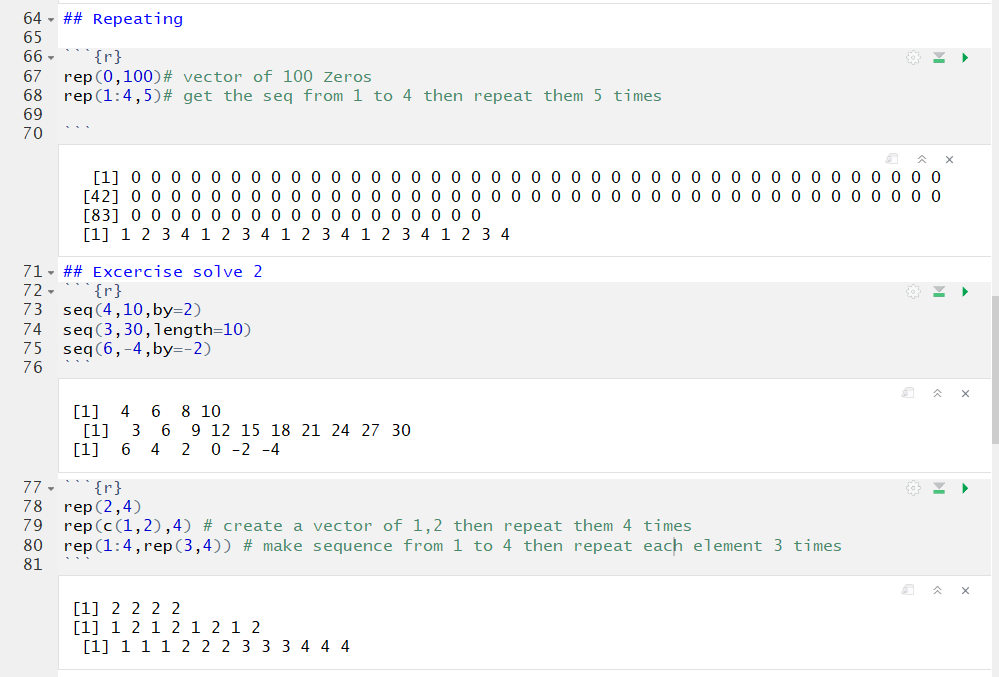 64 ## Repeating
65
66 ```{r}
67 rep(0,100)# vector of 100 Zeros
68 rep(1:4,5)# get the seq from 1 to 4 then repeat them 5 times
69
70 ```
[1] 0 0 0 0 0 0 0 0 0 0 0 0 0 0 0 0 0 0 0 0 0 0 0 0 0 0 0 0 0 0 0 0 0 0 0 0 0 0 0 0 0
[42] 0 0 0 0 0 0 0 0 0 0 0 0 0 0 0 0 0 0 0 0 0 0 0 0 0 0 0 0 0 0 0 0 0 0 0 0 0 0 0 0 0
[83] 0 0 0 0 0 0 0 0 0 0 0 0 0 0 0 0 0 0
[1] 1 2 3 4 1 2 3 4 1 2 3 4 1 2 3 4 1 2 3 4
71 ## Excercise solve 2
72 ```{r}
73 seq(4,10,by=2)
74 seq(3,30,length=10)
75 seq(6,-4,by=-2)
76 ```
[1] 4 6 8 10
[1] 3 6 9 12 15 18 21 24 27 30
[1] 6 4 2 0 -2 -4
77 ```{r}
78 rep(2,4)
79 rep(c(1,2),4) # create a vector of 1,2 then repeat them 4 times
80 rep(1:4,rep(3,4)) # make sequence from 1 to 4 then repeat each element 3 times
81 ```
[1] 2 2 2 2
[1] 1 2 1 2 1 2 1 2
[1] 1 1 1 2 2 2 3 3 3 4 4 4